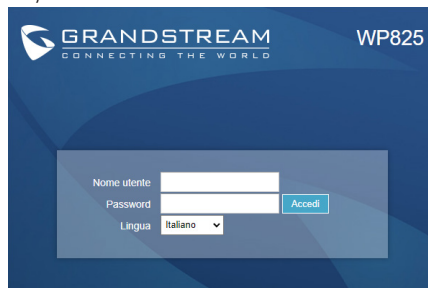 GRANDSTREAM
CONNECTING THE WORLD
WP825
Nome utente
Password
Accedi
Lingua
Italiano